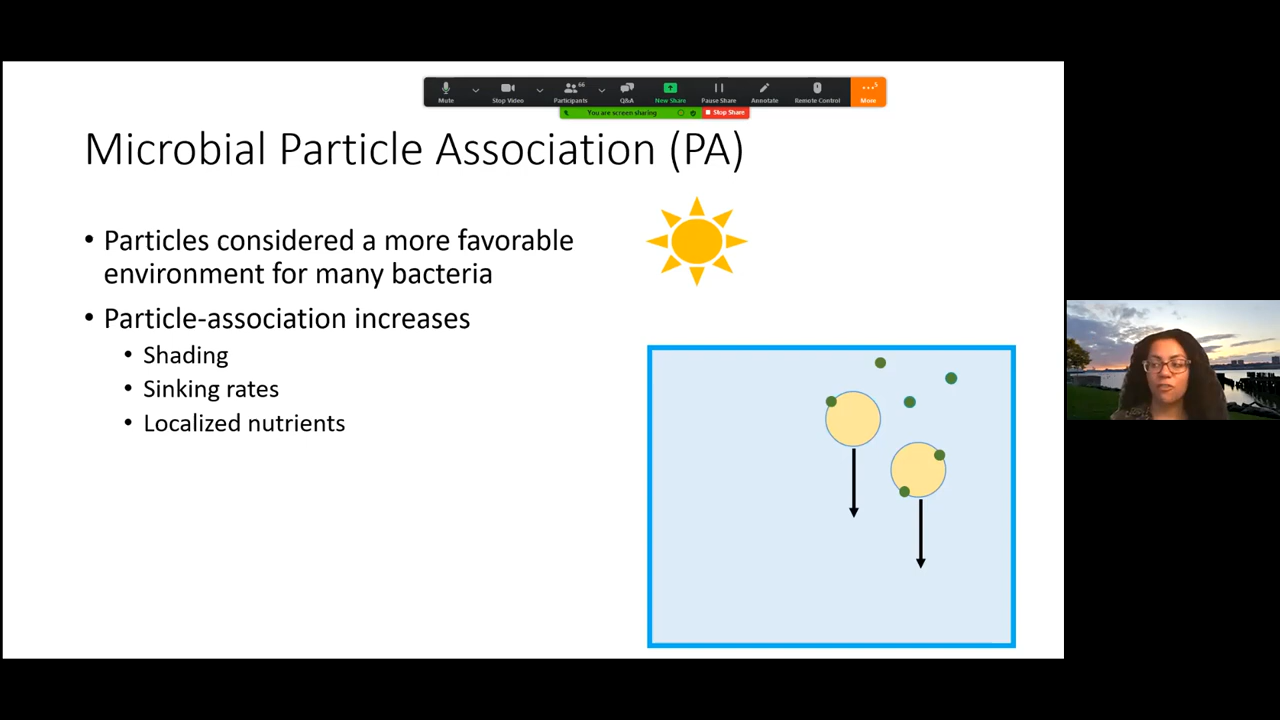 66
Mute
Stop Video
Participants
Q&A
New Share
Pause Share
Annotate
Remote Control
More
You are screen sharing
Stop Share
Microbial Particle Association (PA)
• Particles considered a more favorable
environment for many bacteria
• Particle-association increases
• Shading
• Sinking rates
• Localized nutrients